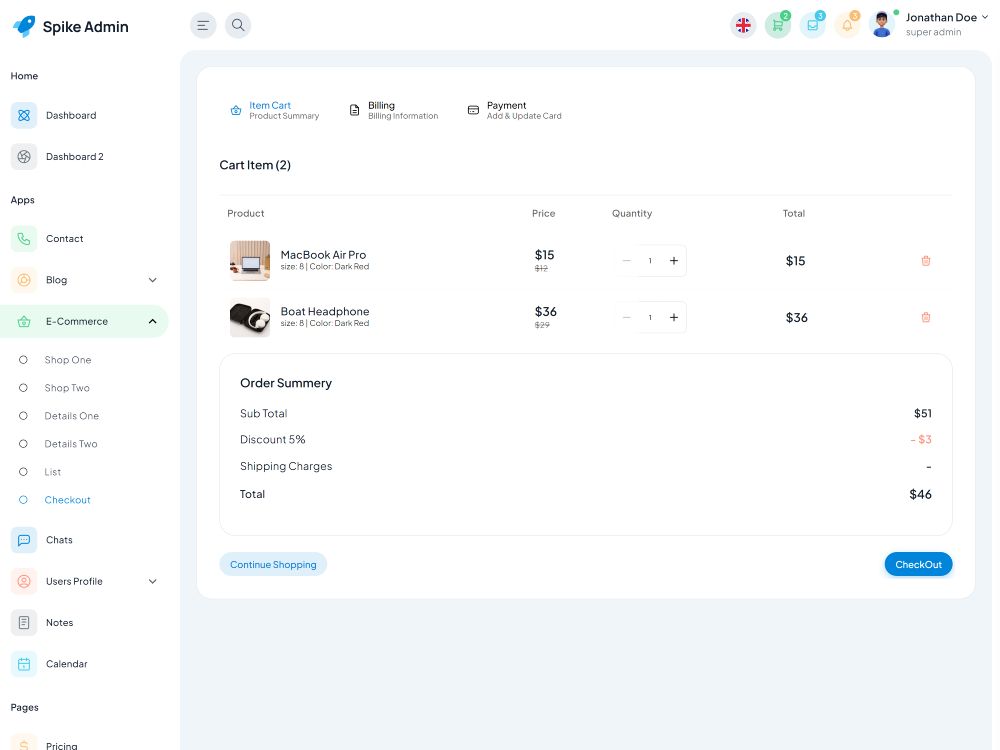 Spike Admin
2
3
3
Jonathan Doe
super admin
Home
Dashboard
Dashboard 2
Apps
Contact
Blog
E-Commerce
Shop One
Shop Two
Details One
Details Two
List
Checkout
Chats
Users Profile
Notes
Calendar
Pages
Pricing
Item Cart
Product Summary
Billing
Billing Information
Payment
Add & Update Card
Cart Item (2)
Product Price Quantity Total
MacBook Air Pro
size: 8 | Color: Dark Red
$15
$12
1
$15
Boat Headphone
size: 8 | Color: Dark Red
$36
$29
1
$36
Order Summery
Sub Total $51
Discount 5% - $3
Shipping Charges -
Total $46
Continue Shopping
CheckOut